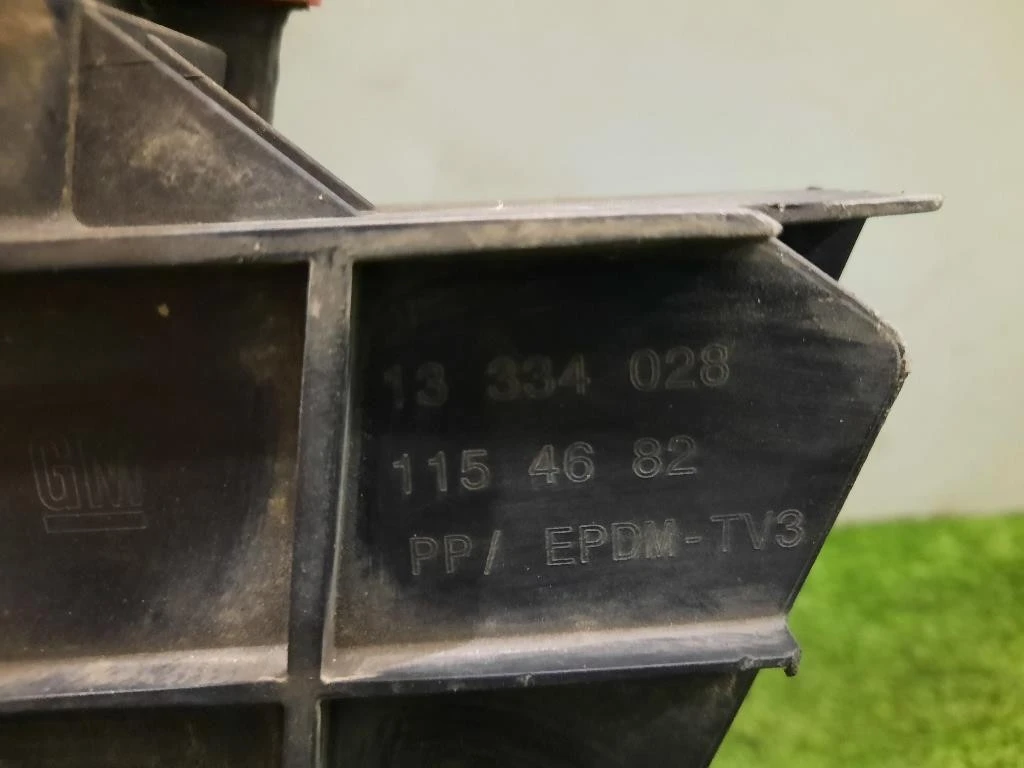 13 334 028
115 46 82
PP/ EPDM-TV3
GM